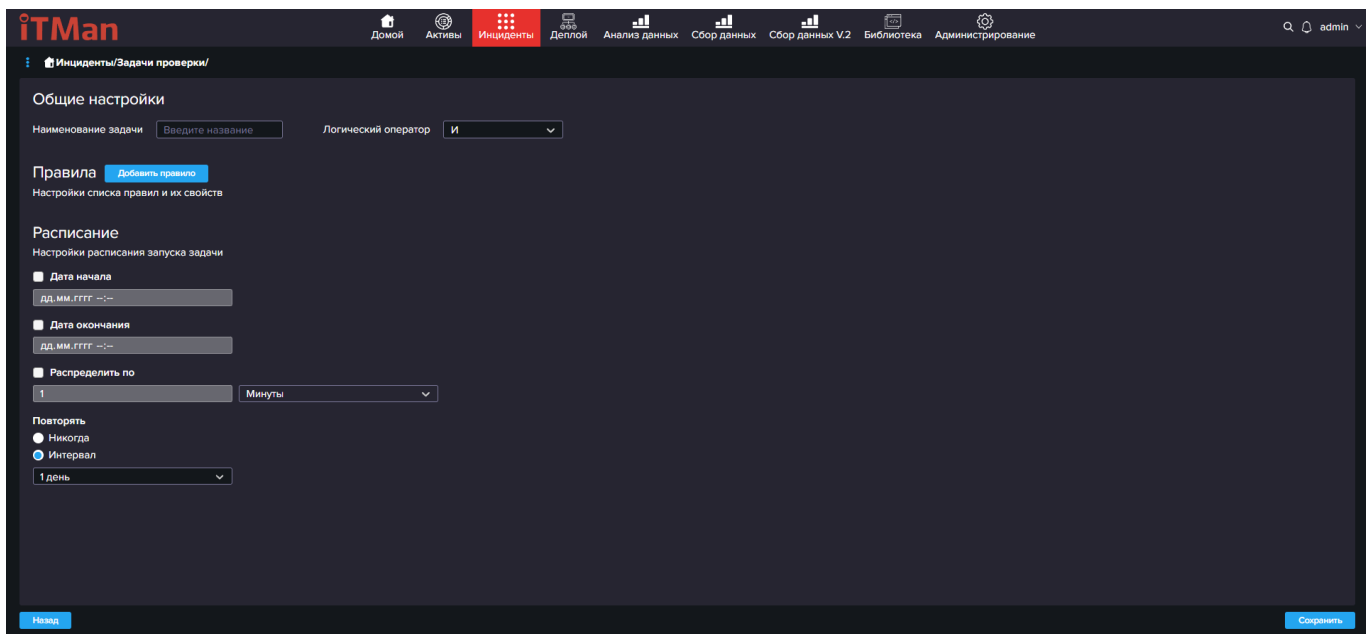 iTMan
Домой Активы Инциденты Деплой Анализ данных Сбор данных Сбор данных V.2 Библиотека Администрирование admin
Инциденты/Задачи проверки/
Общие настройки
Наименование задачи Введите название Логический оператор И
Правила Добавить правило
Настройки списка правил и их свойств
Расписание
Настройки расписания запуска задачи
Дата начала
дд.мм.гггг --:--
Дата окончания
дд.мм.гггг --:--
Распределить по
1 Минуты
Повторять
Никогда
Интервал
1 день
Назад Сохранить